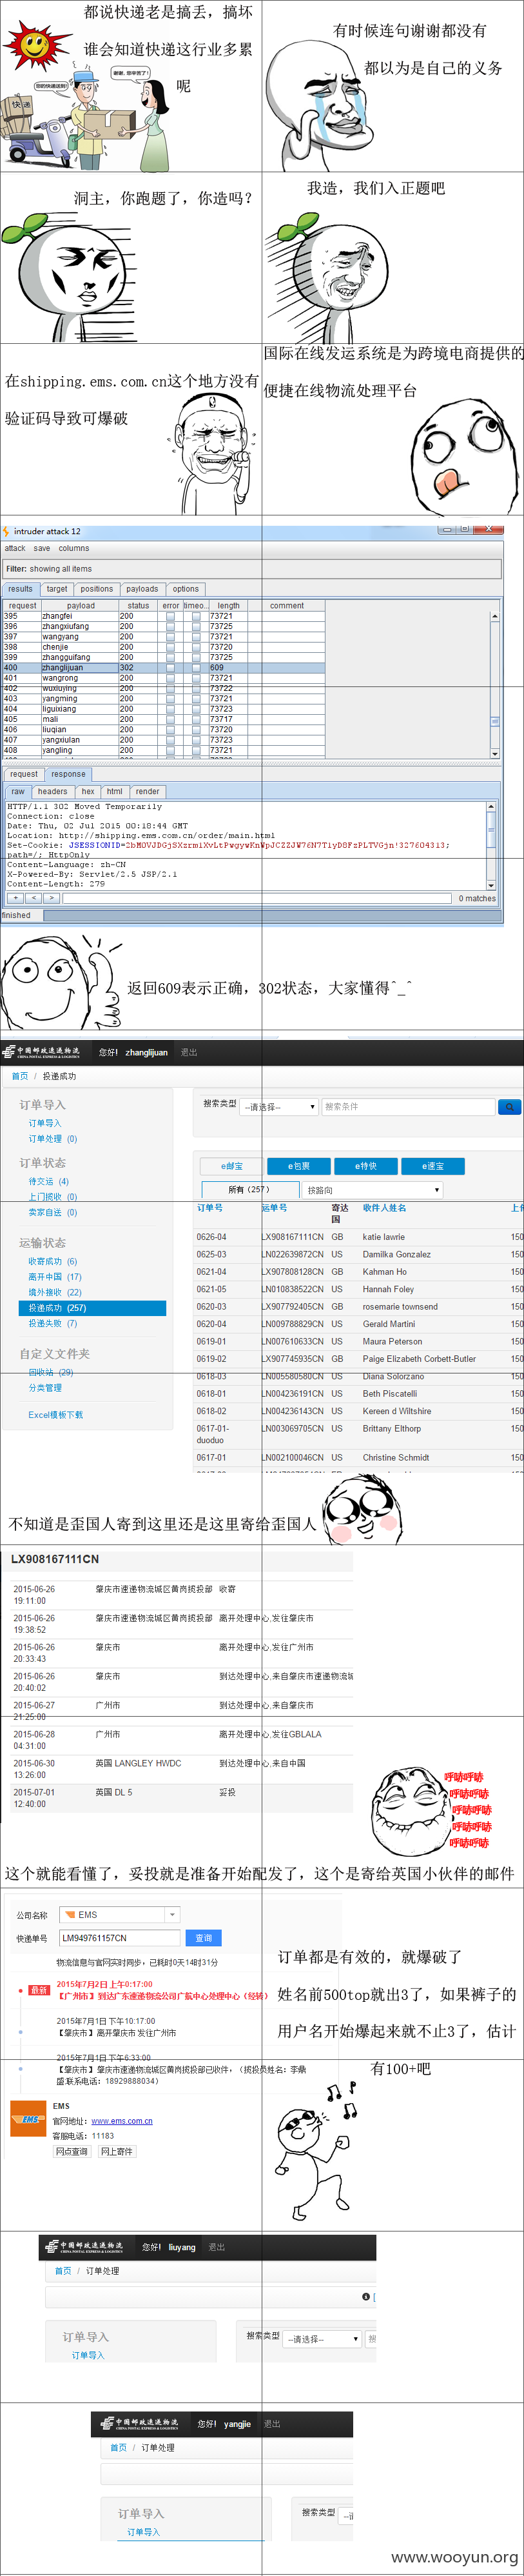 都说快递老是搞丢，搞坏
谁会知道快递这行业多累
呢
快递
谢谢，你辛苦了！
有时候连句谢谢都没有
都以为是自己的义务
洞主，你跑题了，你造吗？
我造，我们入正题吧
在shipping.ems.com.cn这个地方没有
验证码导致可爆破
国际在线发运系统是为跨境电商提供的
便捷在线物流处理平台
intruder attack 12
attack save columns
Filter: showing all items
results target positions payloads options
request payload status error timeo... length comment
395 zhangfei 200 73721
396 zhangxiufang 200 73725
397 wangyang 200 73721
398 chenjie 200 73720
399 zhangguifang 200 73725
400 zhanglijuan 302 609
401 wangrong 200 73721
402 wuxiuying 200 73722
403 yangming 200 73721
404 liguixiang 200 73723
405 mali 200 73717
406 liuqian 200 73720
407 yangxiulan 200 73723
408 yangling 200 73721
request response
raw headers hex html render
HTTP/1.1 302 Moved Temporarily
Connection: close
Date: Thu, 02 Jul 2015 00:18:44 GMT
Location: http://shipping.ems.com.cn/order/main.html
path=/; HttpOnly
Content-Language: zh-CN
X-Powered-By: Servlet/2.5 JSP/2.1
Content-Length: 279
+ < > 0 matches
finished
返回609表示正确，302状态，大家懂得^_^
中国邮政速递物流 您好！ zhanglijuan 退出
CHINA POSTAL EXPRESS & LOGISTICS
首页 / 投递成功
订单导入
订单导入
订单处理 (0)
订单状态
待交运 (4)
上门揽收 (0)
卖家自送 (0)
运输状态
收寄成功 (6)
离开中国 (17)
境外接收 (22)
投递成功 (257)
投递失败 (7)
自定义文件夹
回收站 (29)
分类管理
Excel模板下载
搜索类型 --请选择-- 搜索条件
e邮宝 e包裹 e特快 e速宝
所有（257） 按路向
订单号 运单号 寄达国 收件人姓名 上
0626-04 LX908167111CN GB katie lawrie 150
0625-03 LN022639872CN US Damilka Gonzalez 150
0621-04 LX907808128CN GB Kahman Ho 150
0621-05 LN010838522CN US Hannah Foley 150
0620-03 LX907792405CN GB rosemarie townsend 150
0620-04 LN009788829CN US Gerald Martini 150
0619-01 LN007610633CN US Maura Peterson 150
0619-02 LX907745935CN GB Paige Elizabeth Corbett-Butler 150
0618-03 LN005580580CN US Diana Solorzano 150
0618-01 LN004236191CN US Beth Piscatelli 150
0618-02 LN004236143CN US Kereen d Wiltshire 150
0617-01-duoduo LN003069705CN US Brittany Elthorp 150
0617-01 LN002100046CN US Christine Schmidt 150
不知道是歪国人寄到这里还是这里寄给歪国人
LX908167111CN
2015-06-26 19:11:00 肇庆市速递物流城区黄岗揽投部 收寄
2015-06-26 19:38:52 肇庆市速递物流城区黄岗揽投部 离开处理中心,发往肇庆市
2015-06-26 20:33:43 肇庆市 离开处理中心,发往广州市
2015-06-26 20:40:02 肇庆市 到达处理中心,来自肇庆市速递物流城
2015-06-27 21:25:00 广州市 到达处理中心,来自肇庆市
2015-06-28 04:31:00 广州市 离开处理中心,发往GBLALA
2015-06-30 13:26:00 英国 LANGLEY HWDC 到达处理中心,来自中国
2015-07-01 12:40:00 英国 DL 5 妥投
呼哧呼哧
呼哧呼哧
呼哧呼哧
呼哧呼哧
呼哧呼哧
这个就能看懂了，妥投就是准备开始配发了，这个是寄给英国小伙伴的邮件
公司名称 EMS
快递单号 LM949761157CN 查询
物流信息与官网实时同步，已耗时0天14时31分
最新 2015年7月2日 上午0:17:00
【广州市】到达广东速递物流公司广航中心处理中心（经转）
2015年7月1日 下午10:17:00
【肇庆市】离开肇庆市 发往广州市
2015年7月1日 下午6:33:00
【肇庆市】肇庆市速递物流城区黄岗揽投部已收件，（揽投员姓名：李鼎
盛;联系电话：18929888034）
EMS
EMS
官网地址：www.ems.com.cn
客服电话：11183
网点查询 网上寄件
订单都是有效的，就爆破了
姓名前500top就出3了，如果裤子的
用户名开始爆起来就不止3了，估计
有100+吧
中国邮政速递物流 您好！ liuyang 退出
CHINA POSTAL EXPRESS & LOGISTICS
首页 / 订单处理
订单导入
订单导入
搜索类型 --请选择-- 搜
中国邮政速递物流 您好！ yangjie 退出
CHINA POSTAL EXPRESS & LOGISTICS
首页 / 订单处理
订单导入
订单导入
搜索类型
www.wooyun.org